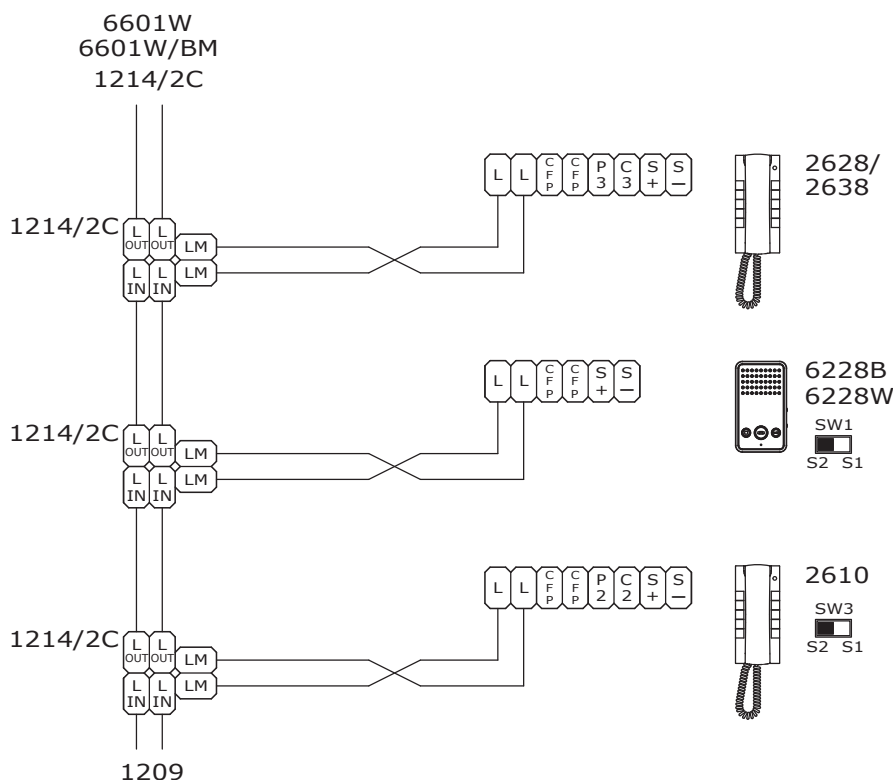 6601W
6601W/BM
1214/2C
L L CFP CFP P3 C3 S+ S−
2628/
2638
1214/2C
L OUT L OUT LM
L IN L IN LM
L L CFP CFP S+ S−
6228B
6228W
SW1
S2 S1
1214/2C
L OUT L OUT LM
L IN L IN LM
L L CFP CFP P2 C2 S+ S−
2610
SW3
S2 S1
1214/2C
L OUT L OUT LM
L IN L IN LM
1209